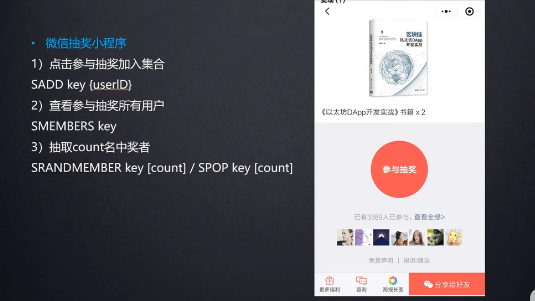 • 微信抽奖小程序
1）点击参与抽奖加入集合
SADD key {userlD}
2）查看参与抽奖所有用户
SMEMBERS key
3）抽取count名中奖者
SRANDMEMBER key [count] / SPOP key [count]
区块链
以太坊DApp
开发实战
《以太坊DApp开发实战》书籍 x 2
参与抽奖
已有3389人已参与，查看全部>
免责声明 | 投诉/建议
更多福利
咨询
分享给好友